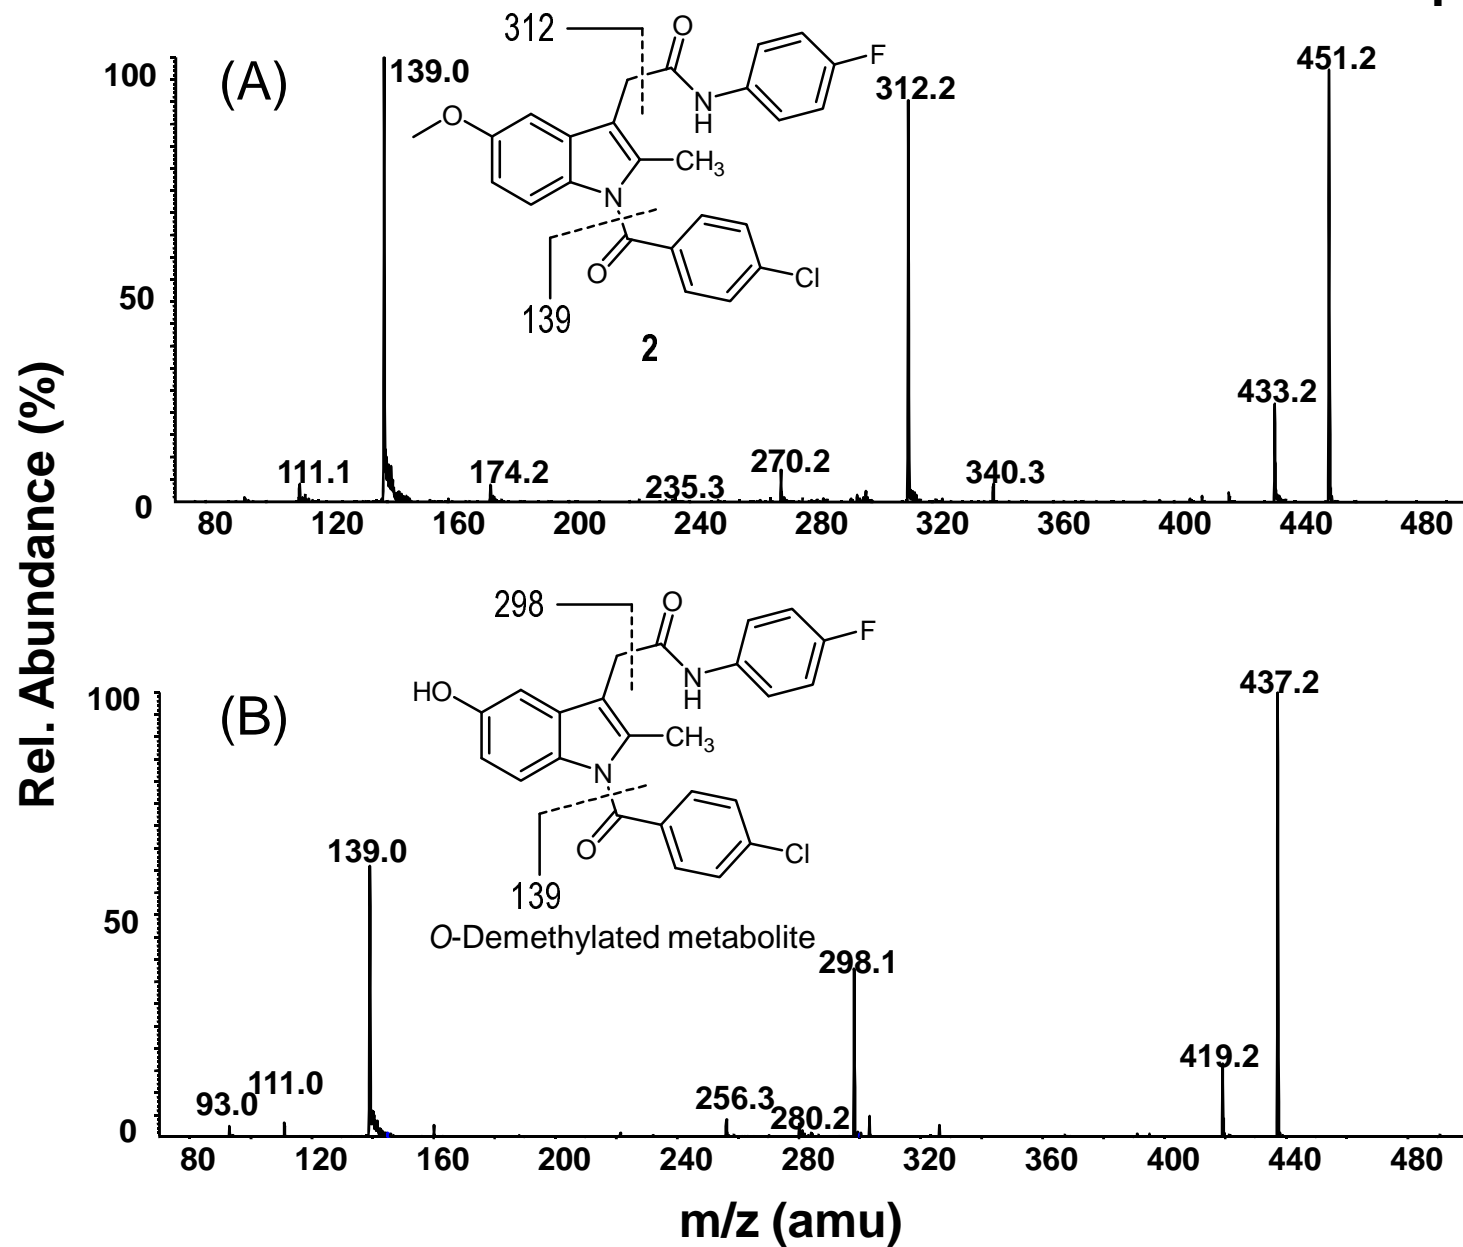 (A)
312
O
F
N
H
O
CH3
N
O
Cl
139
2
139.0
312.2
451.2
433.2
111.1
174.2
235.3
270.2
340.3
100
50
0
80 120 160 200 240 280 320 360 400 440 480
Rel. Abundance (%)
(B)
298
O
F
N
H
HO
CH3
N
O
Cl
139
O-Demethylated metabolite
437.2
139.0
298.1
419.2
93.0
111.0
256.3
280.2
100
50
0
80 120 160 200 240 280 320 360 400 440 480
m/z (amu)